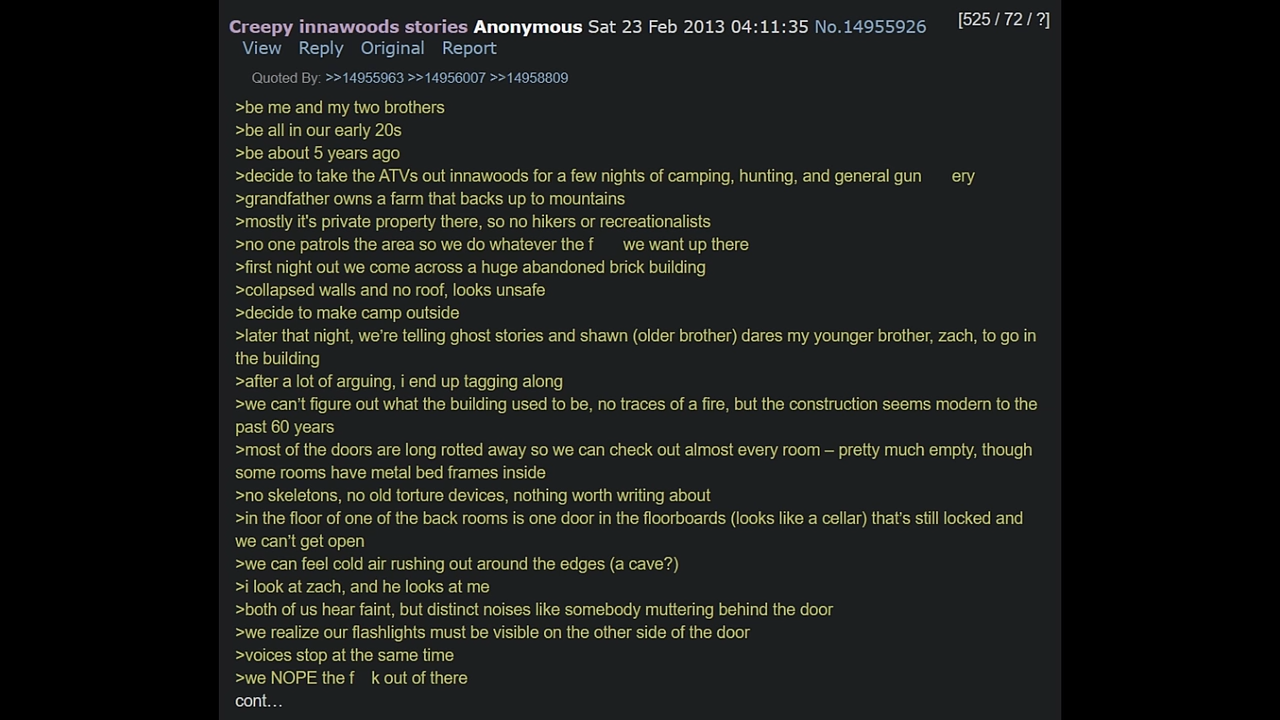 Creepy innawoods stories Anonymous Sat 23 Feb 2013 04:11:35 No.14955926 [525 / 72 / ?]
View Reply Original Report
Quoted By: >>14955963 >>14956007 >>14958809
>be me and my two brothers
>be all in our early 20s
>be about 5 years ago
>decide to take the ATVs out innawoods for a few nights of camping, hunting, and general gun ery
>grandfather owns a farm that backs up to mountains
>mostly it's private property there, so no hikers or recreationalists
>no one patrols the area so we do whatever the f we want up there
>first night out we come across a huge abandoned brick building
>collapsed walls and no roof, looks unsafe
>decide to make camp outside
>later that night, we're telling ghost stories and shawn (older brother) dares my younger brother, zach, to go in
the building
>after a lot of arguing, i end up tagging along
>we can't figure out what the building used to be, no traces of a fire, but the construction seems modern to the
past 60 years
>most of the doors are long rotted away so we can check out almost every room – pretty much empty, though
some rooms have metal bed frames inside
>no skeletons, no old torture devices, nothing worth writing about
>in the floor of one of the back rooms is one door in the floorboards (looks like a cellar) that's still locked and
we can't get open
>we can feel cold air rushing out around the edges (a cave?)
>i look at zach, and he looks at me
>both of us hear faint, but distinct noises like somebody muttering behind the door
>we realize our flashlights must be visible on the other side of the door
>voices stop at the same time
>we NOPE the f k out of there
cont…